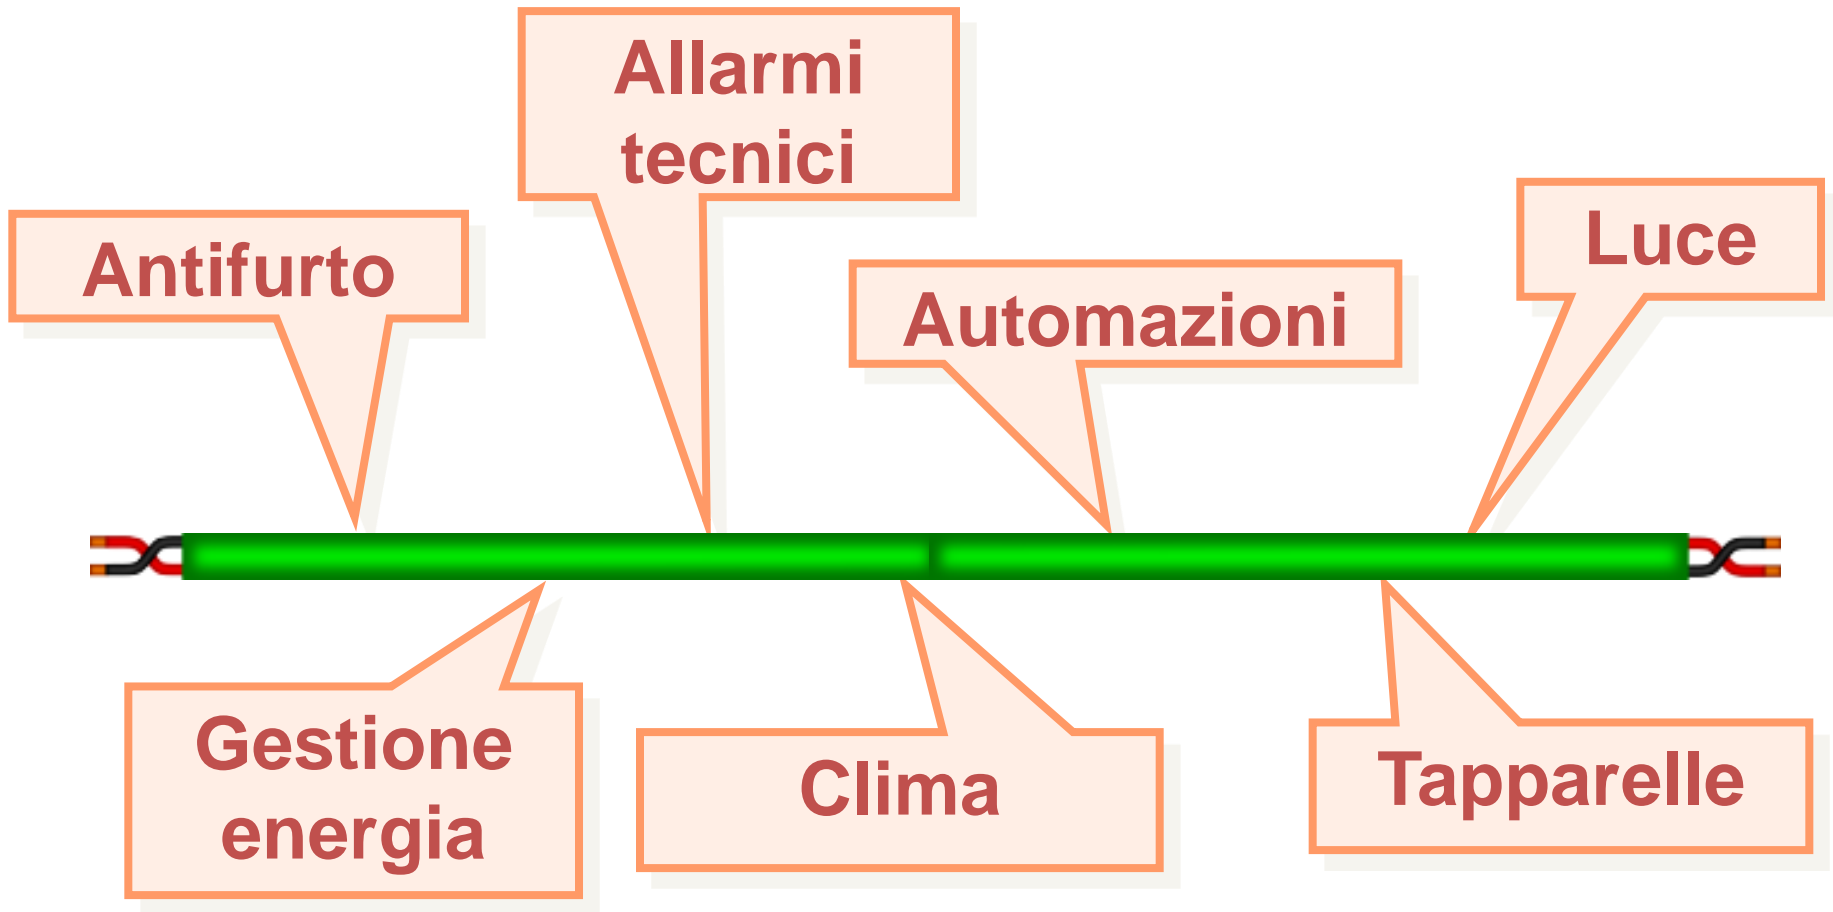 Allarmi
tecnici
Antifurto
Automazioni
Luce
Gestione
energia
Clima
Tapparelle